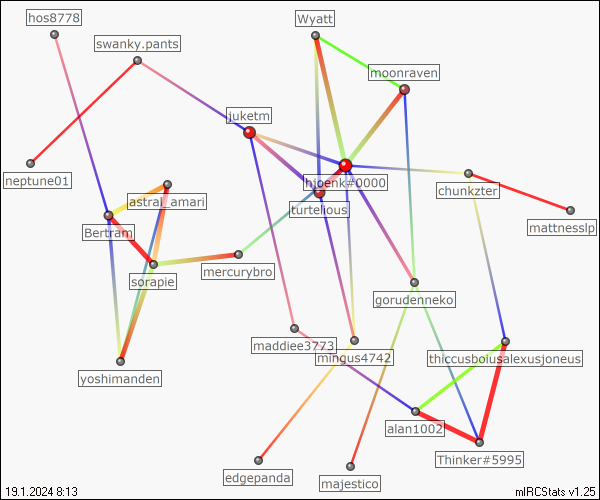 hos8778
Wyatt
swanky.pants
moonraven
juketm
neptune01
hjoenk#0000
chunkzter
astral_amari
turtelious
mattnesslp
Bertram
mercurybro
sorapie
gorudenneko
maddiee3773
mingus4742
thiccusbolusalexusjoneus
yoshimanden
alan1002
Thinker#5995
edgepanda
majestico
19.1.2024 8:13
mIRCStats v1.25